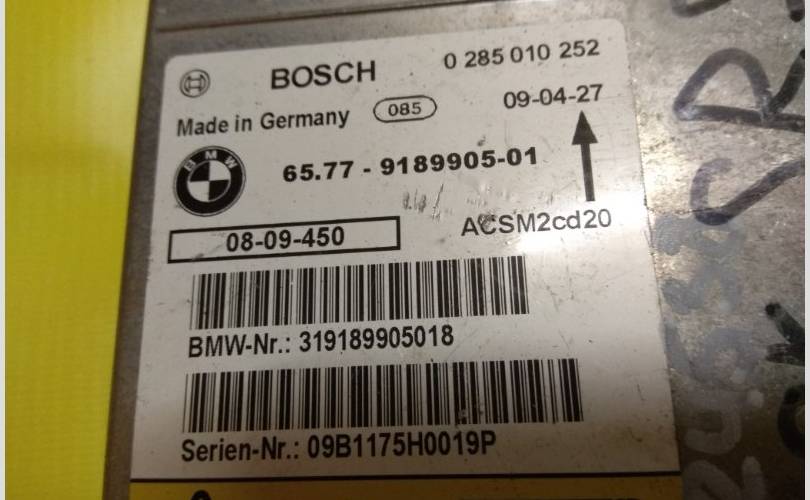 BOSCH 0 285 010 252
Made in Germany 085 09-04-27
BMW
65.77 - 9189905-01
08-09-450 ACSM2cd20
BMW-Nr.: 319189905018
Serien-Nr.: 09B1175H0019P